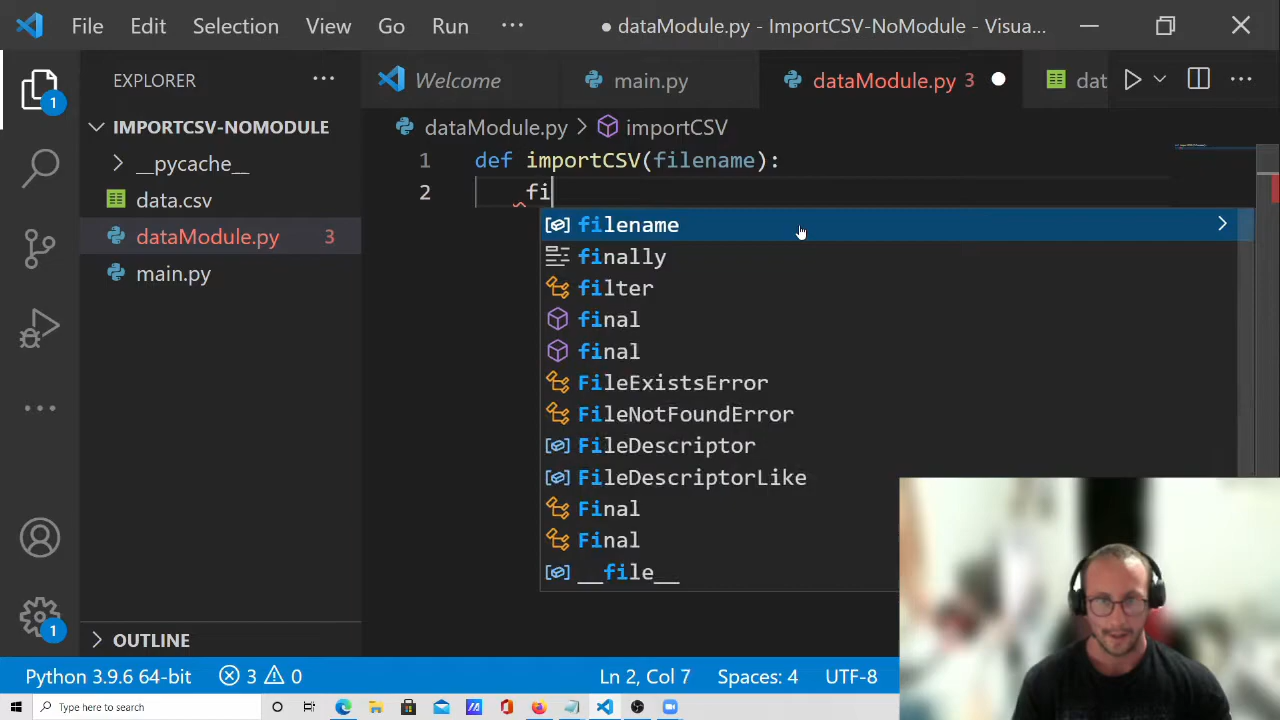 File Edit Selection View Go Run ··· ● dataModule.py - ImportCSV-NoModule - Visua...
EXPLORER ···
Welcome main.py dataModule.py 3 dat
1
IMPORTCSV-NOMODULE
dataModule.py > importCSV
__pycache__
data.csv
dataModule.py 3
main.py
1 def importCSV(filename):
2 fi
filename
finally
filter
final
final
FileExistsError
FileNotFoundError
FileDescriptor
FileDescriptorLike
Final
Final
__file__
1
OUTLINE
Python 3.9.6 64-bit 3 0 Ln 2, Col 7 Spaces: 4 UTF-8
Type here to search